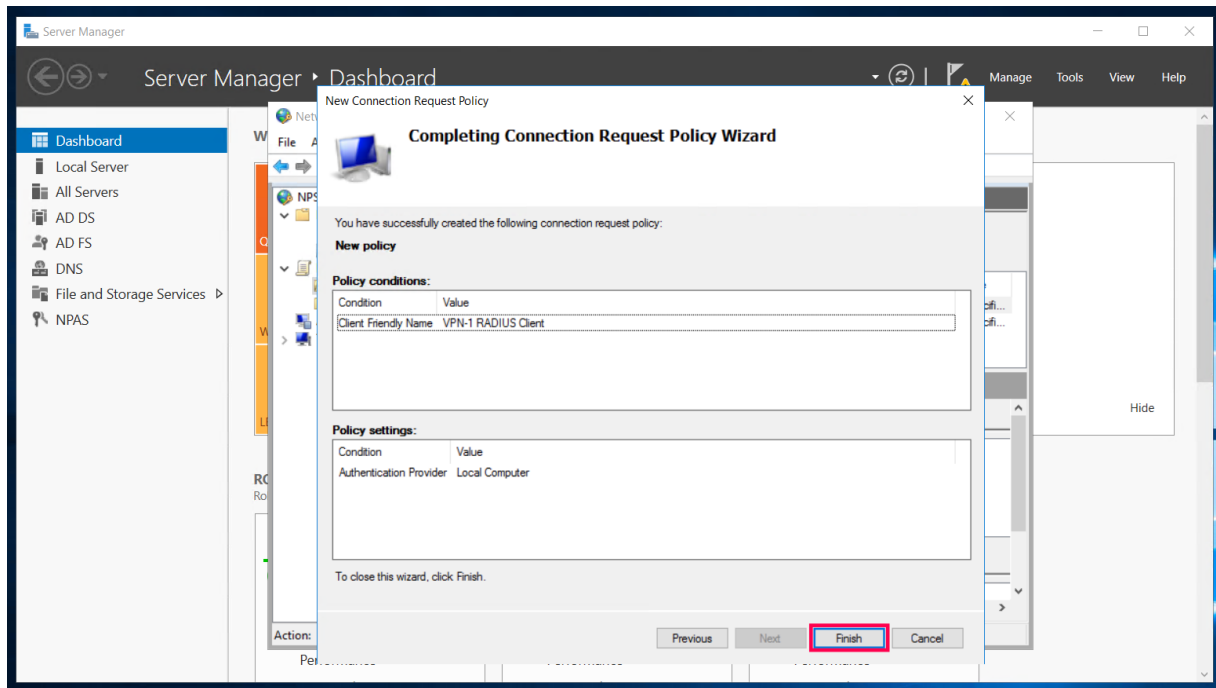 Server Manager
Server Manager • Dashboard
Manage Tools View Help
Dashboard
Local Server
All Servers
AD DS
AD FS
DNS
File and Storage Services
NPAS
File
NPS
New Connection Request Policy
Completing Connection Request Policy Wizard
You have successfully created the following connection request policy:
New policy
Policy conditions:
Condition Value
Client Friendly Name VPN-1 RADIUS Client
Policy settings:
Condition Value
Authentication Provider Local Computer
To close this wizard, click Finish.
Previous Next Finish Cancel
Hide
Action: